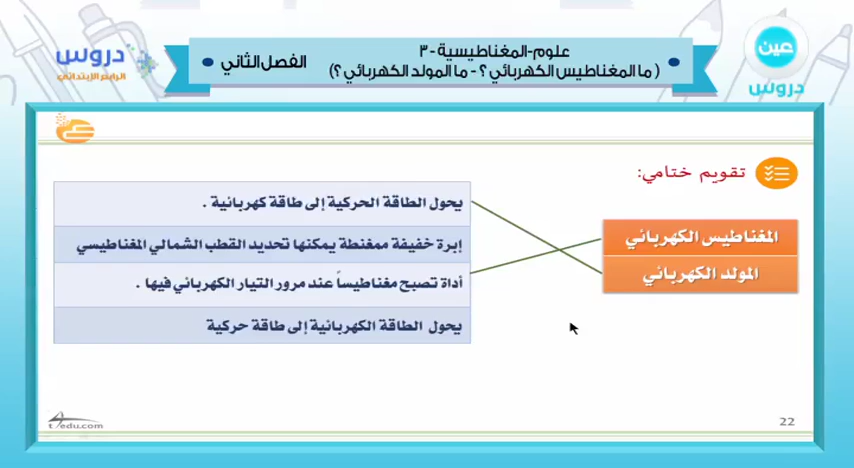 علوم-المغناطيسية - ٣
( ما المغناطيس الكهربائي ؟ - ما المولد الكهربائي ؟)
الفصل الثاني
دروس
الرابع الإبتدائي
عين
دروس
تقويم ختامي:
المغناطيس الكهربائي
المولد الكهربائي
يحول الطاقة الحركية إلى طاقة كهربائية .
إبرة خفيفة ممغنطة يمكنها تحديد القطب الشمالي المغناطيسي
أداة تصبح مغناطيساً عند مرور التيار الكهربائي فيها .
يحول الطاقة الكهربائية إلى طاقة حركية
t4edu.com
22